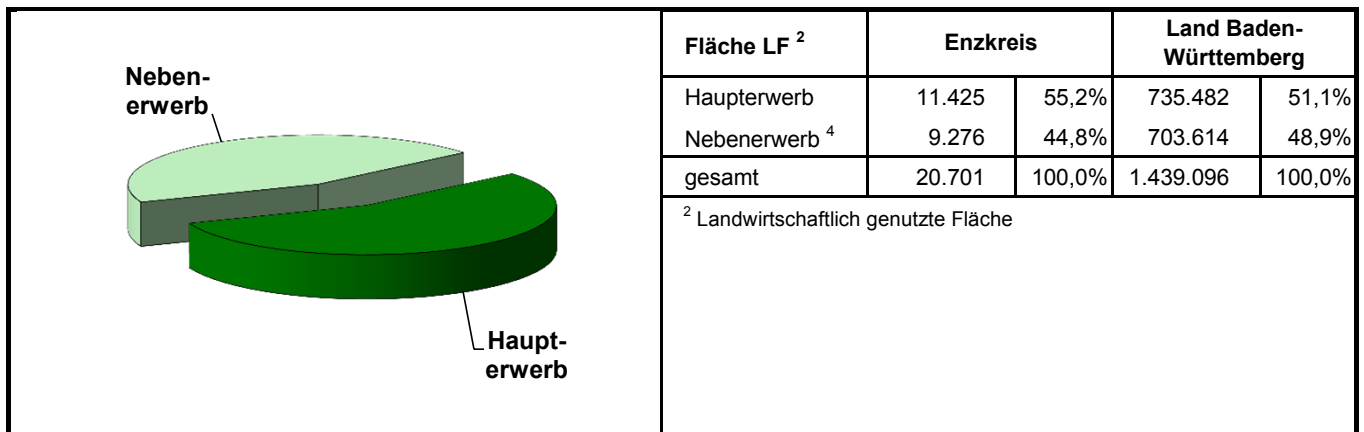 Neben-
erwerb
Haupt-
erwerb
Fläche LF ² Enzkreis Land Baden-
Württemberg
Haupterwerb 11.425 55,2% 735.482 51,1%
Nebenerwerb ⁴ 9.276 44,8% 703.614 48,9%
gesamt 20.701 100,0% 1.439.096 100,0%
² Landwirtschaftlich genutzte Fläche